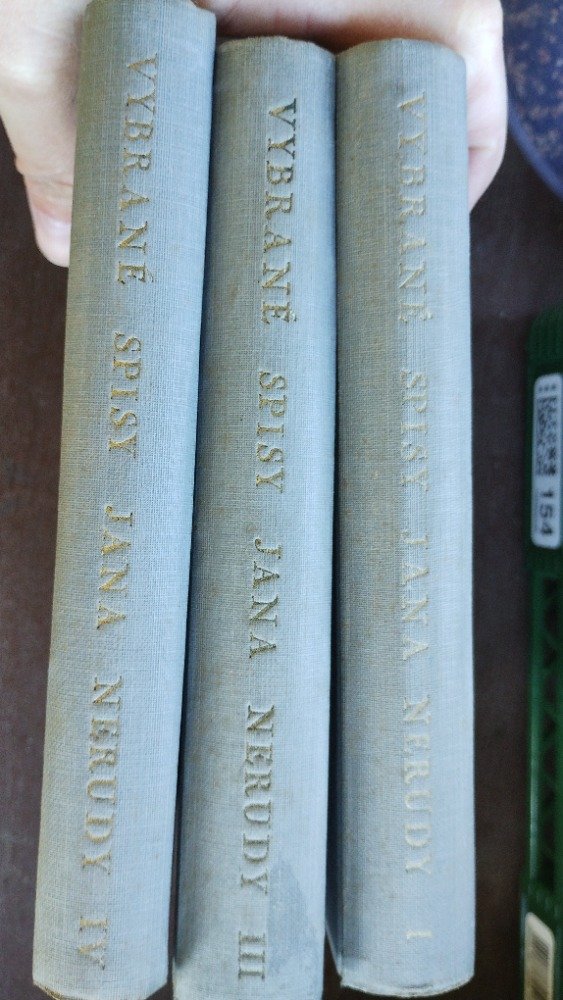 VYBRANÉ SPISY JANA NERUDY IV
VYBRANÉ SPISY JANA NERUDY III
VYBRANÉ SPISY JANA NERUDY I
154